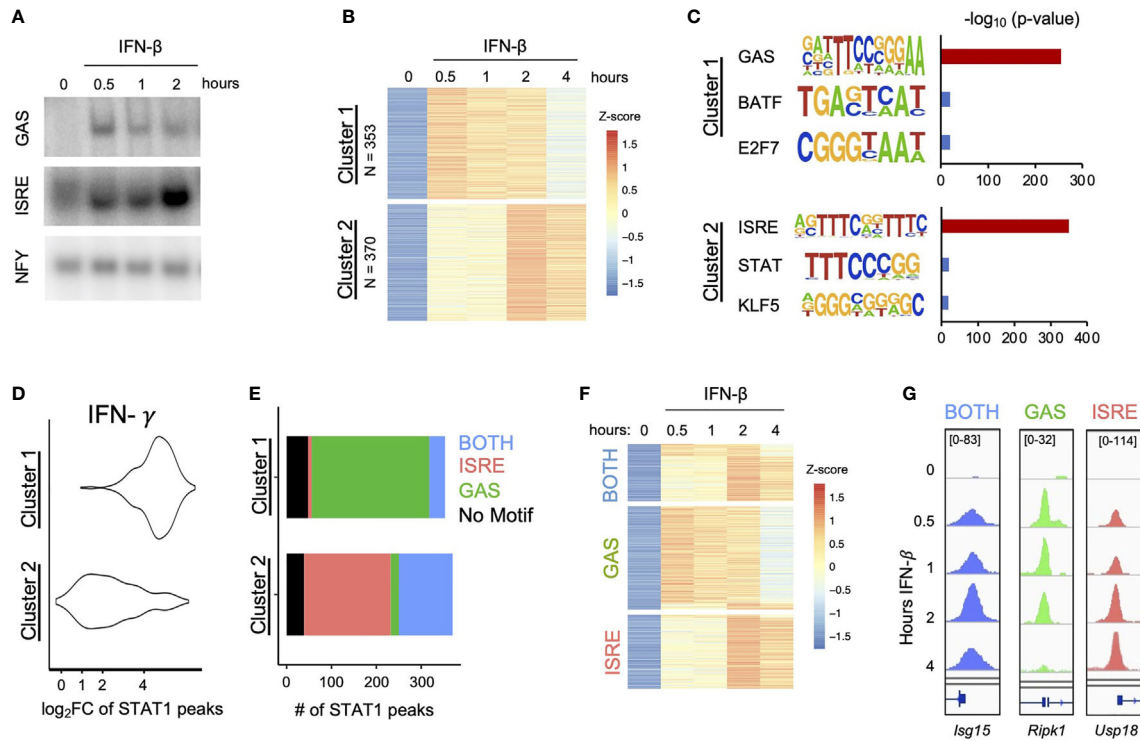 A
IFN-β
0 0.5 1 2 hours
GAS
ISRE
NFY
B
IFN-β
0 0.5 1 2 4 hours
Cluster 1
N = 353
Cluster 2
N = 370
Z-score
1.5
1
0.5
0
−0.5
−1
−1.5
C
-log10 (p-value)
Cluster 1
GAS
BATF
TGA
E2F7
CGGG AA
0 100 200 300
Cluster 2
ISRE
STAT
TTTCCC
KLF5
0 100 200 300 400
D
IFN- γ
Cluster 1
Cluster 2
0 1 2 4
log2FC of STAT1 peaks
E
Cluster 1
Cluster 2
BOTH
ISRE
GAS
No Motif
0 100 200 300
# of STAT1 peaks
F
IFN-β
hours: 0 0.5 1 2 4
BOTH
GAS
ISRE
Z-score
1.5
1
0.5
0
−0.5
−1
−1.5
G
BOTH GAS ISRE
[0-83] [0-32] [0-114]
Hours IFN-β
0
0.5
1
2
4
Isg15 Ripk1 Usp18